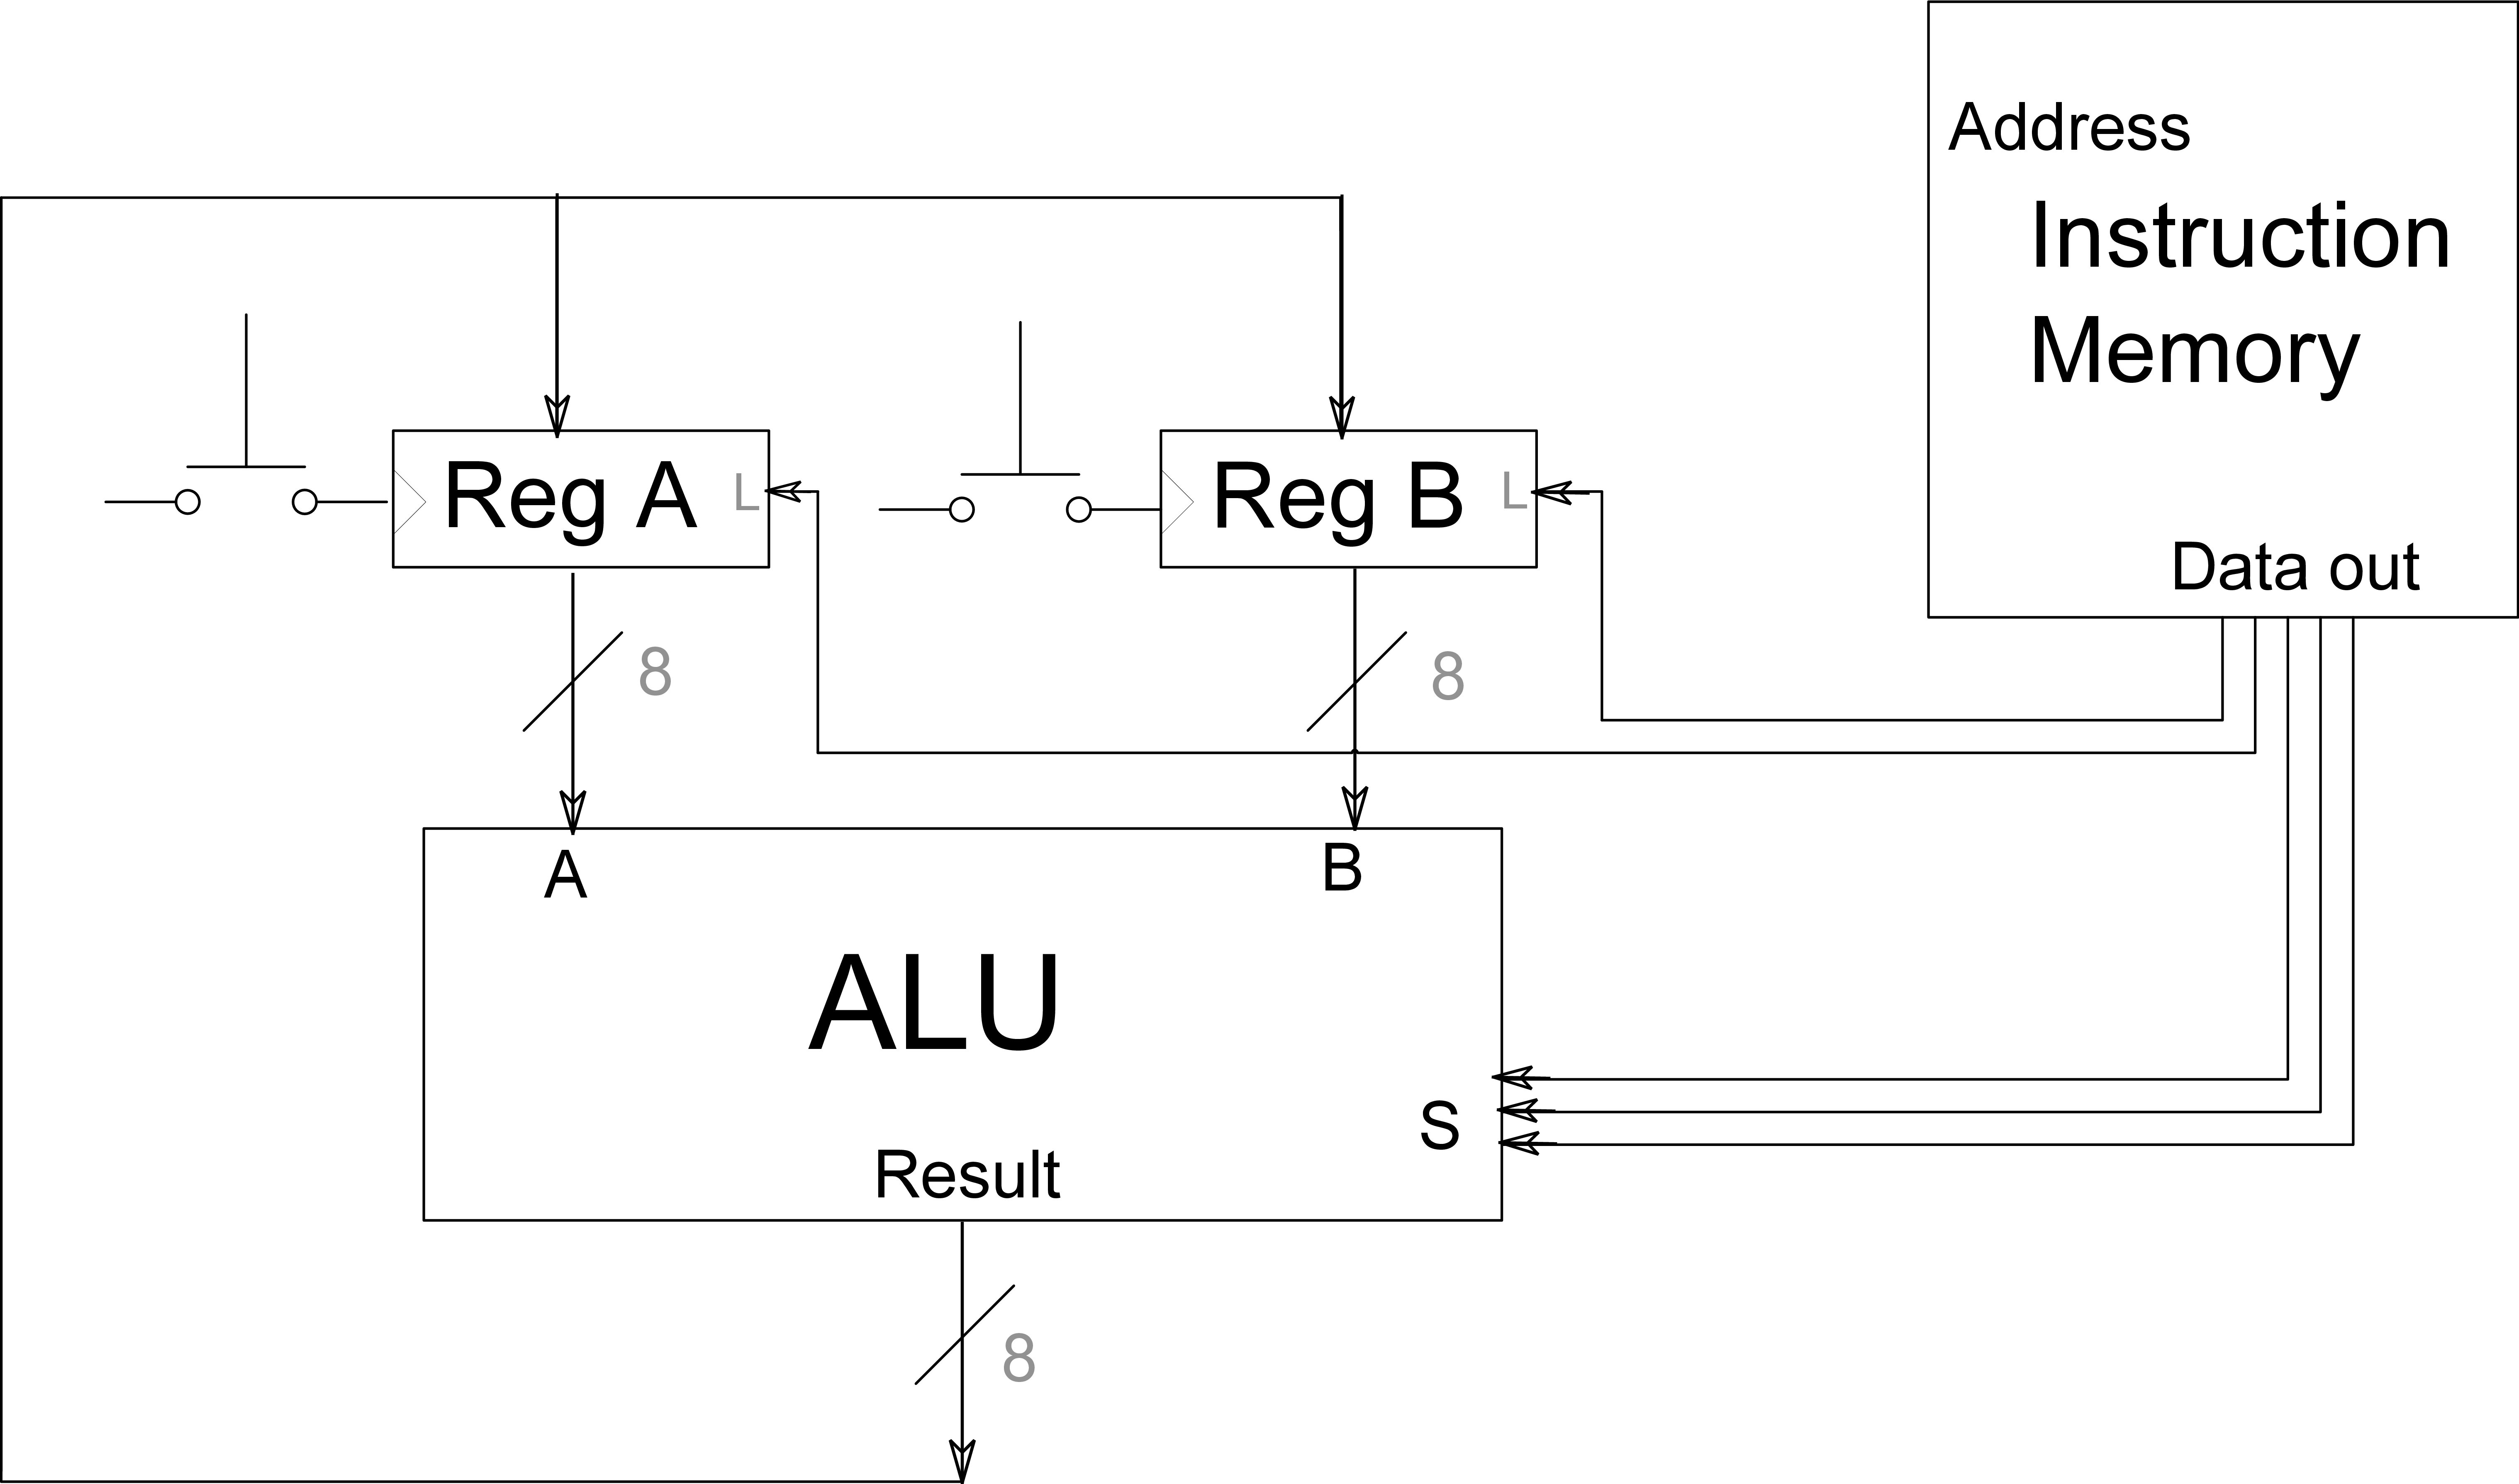 Address
Instruction
Memory
Data out
Reg A
L
Reg B
L
8
8
A
B
ALU
S
Result
8